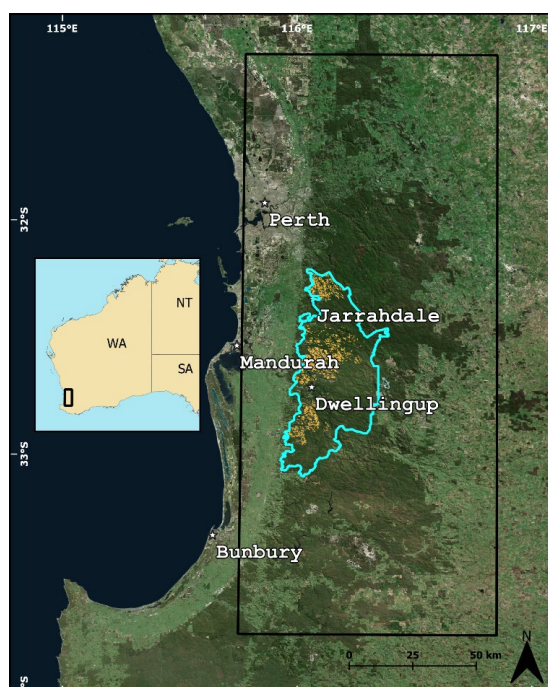 115°E
116°E
117°E
32°S
Perth
NT
WA
SA
Jarrahdale
Mandurah
Dwellingup
33°S
Bunbury
N
0
25
50 km